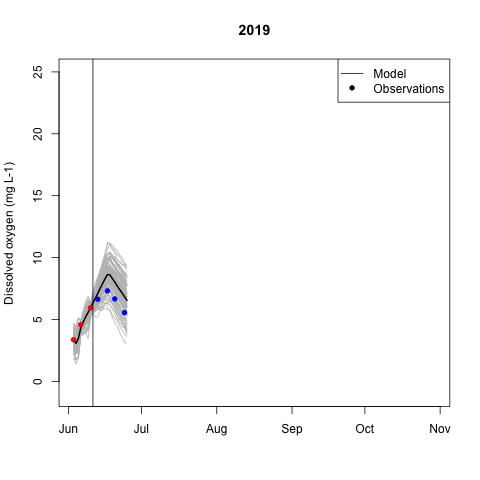 2019
Model
Observations
Dissolved oxygen (mg L-1)
25
20
15
10
5
0
Jun Jul Aug Sep Oct Nov